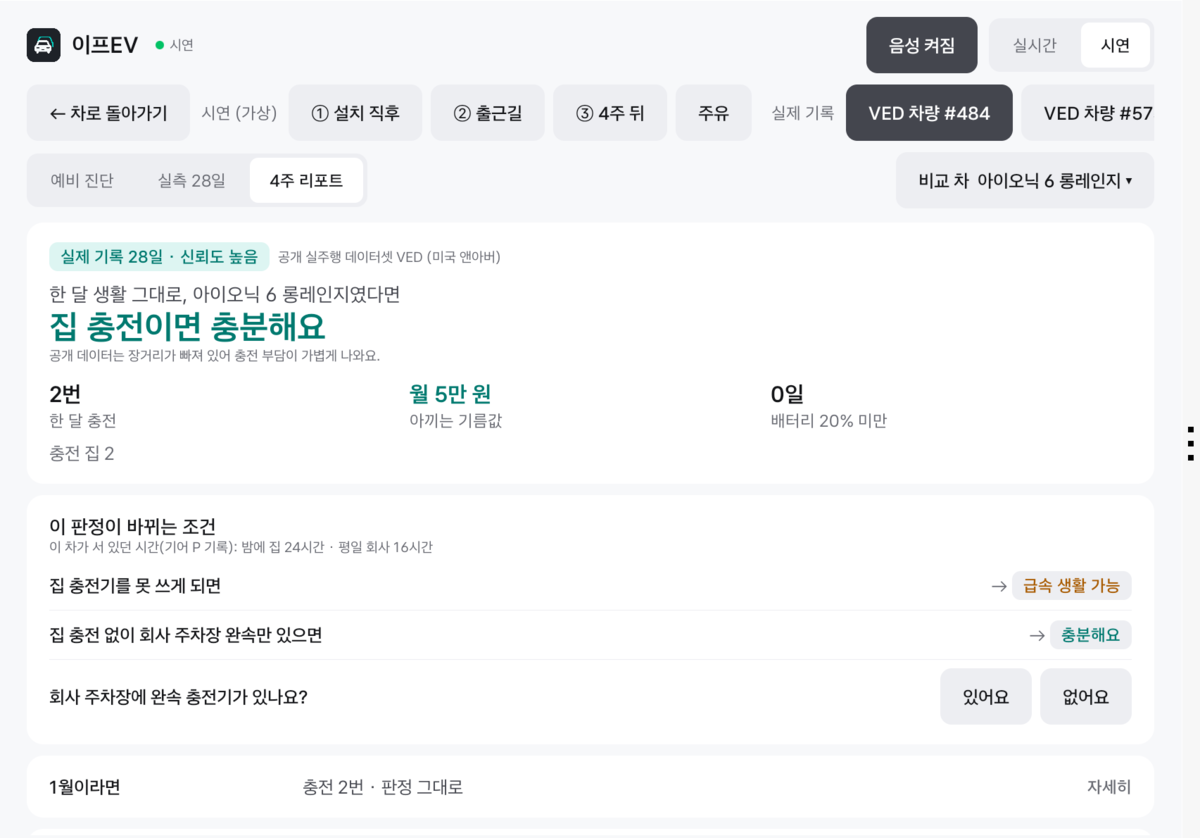 이프EV
시연
음성 켜짐
실시간
시연
← 차로 돌아가기
시연 (가상)
① 설치 직후
② 출근길
③ 4주 뒤
주유
실제 기록
VED 차량 #484
VED 차량 #57
예비 진단
실측 28일
4주 리포트
비교 차 아이오닉 6 롱레인지 ▾
실제 기록 28일 · 신뢰도 높음
공개 실주행 데이터셋 VED (미국 앤아버)
한 달 생활 그대로, 아이오닉 6 롱레인지였다면
집 충전이면 충분해요
공개 데이터는 장거리가 빠져 있어 충전 부담이 가볍게 나와요.
2번
한 달 충전
충전 집 2
월 5만 원
아끼는 기름값
0일
배터리 20% 미만
이 판정이 바뀌는 조건
이 차가 서 있던 시간(기어 P 기록): 밤에 집 24시간 · 평일 회사 16시간
집 충전기를 못 쓰게 되면
→ 급속 생활 가능
집 충전 없이 회사 주차장 완속만 있으면
→ 충분해요
회사 주차장에 완속 충전기가 있나요?
있어요
없어요
1월이라면
충전 2번 · 판정 그대로
자세히